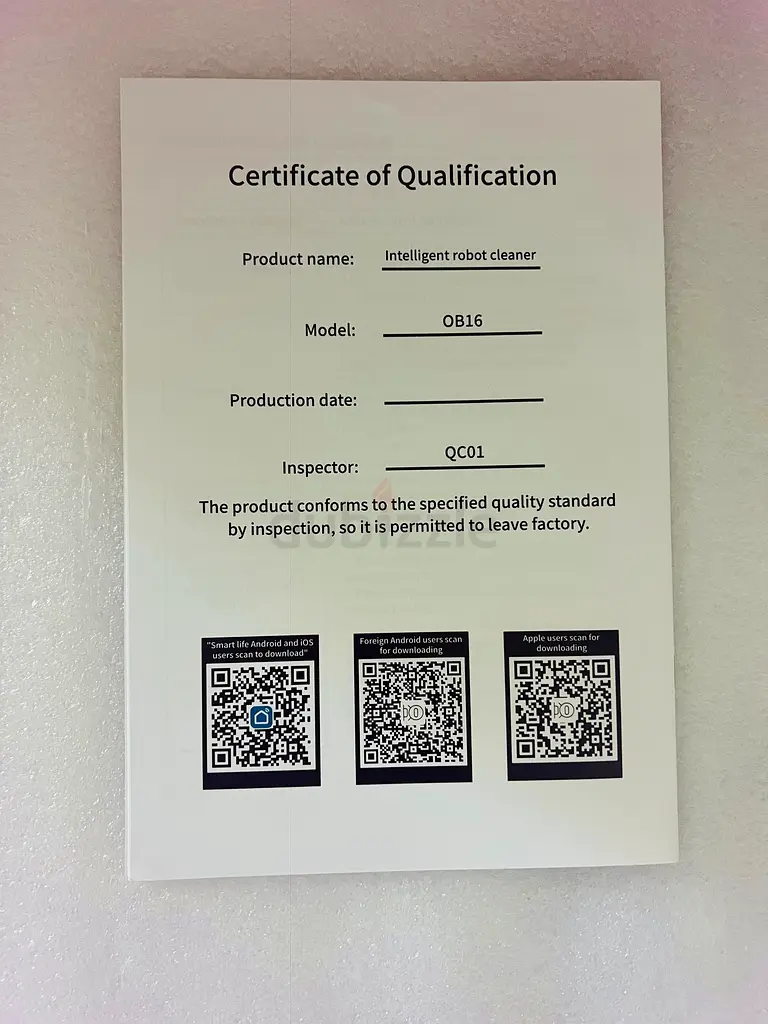 Certificate of Qualification
Product name: Intelligent robot cleaner
Model: OB16
Production date:
Inspector: QC01
The product conforms to the specified quality standard
by inspection, so it is permitted to leave factory.
dubizzle
"Smart life Android and iOS
users scan to download"
Foreign Android users scan
for downloading
Apple users scan for
downloading